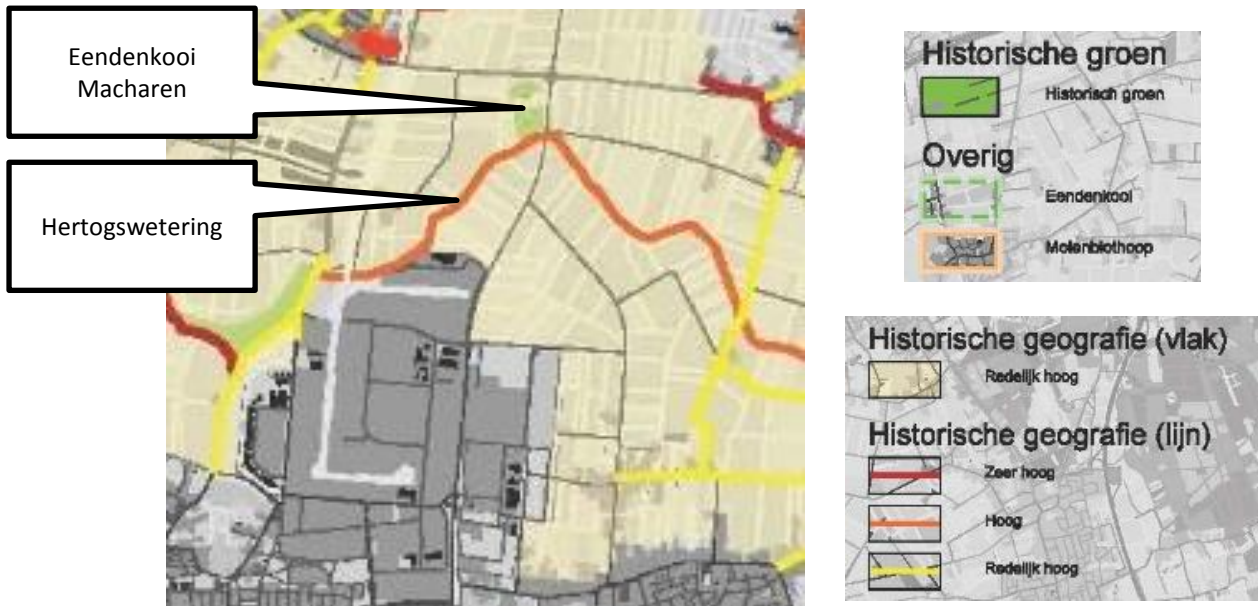 Eendenkooi
Macharen
Hertogswetering
Historische groen
Historisch groen
Overig
Eendenkooi
Molenbiothoop
Historische geografie (vlak)
Redelijk hoog
Historische geografie (lijn)
Zeer hoog
Hoog
Redelijk hoog